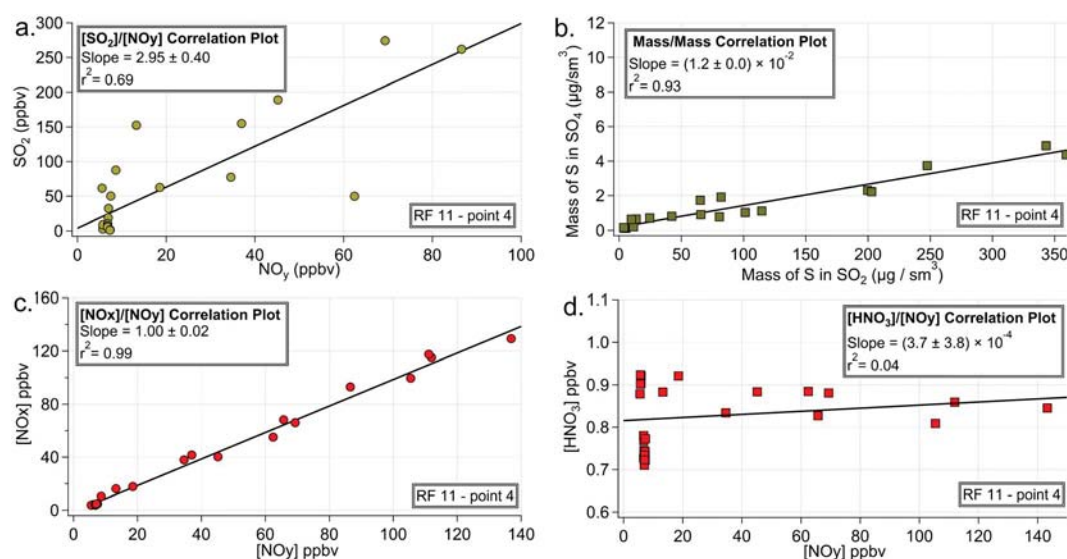 a.
[SO₂]/[NOy] Correlation Plot
Slope = 2.95 ± 0.40
r² = 0.69
300
250
200
150
100
50
0
SO₂ (ppbv)
0 20 40 60 80 100
NOy (ppbv)
RF 11 - point 4
b.
Mass/Mass Correlation Plot
Slope = (1.2 ± 0.0) × 10⁻²
r² = 0.93
12
10
8
6
4
2
0
Mass of S in SO₄ (µg/sm³)
0 50 100 150 200 250 300 350
Mass of S in SO₂ (µg / sm³)
RF 11 - point 4
c.
[NOx]/[NOy] Correlation Plot
Slope = 1.00 ± 0.02
r² = 0.99
160
120
80
40
0
[NOx] ppbv
0 20 40 60 80 100 120 140
[NOy] ppbv
RF 11 - point 4
d.
[HNO₃]/[NOy] Correlation Plot
Slope = (3.7 ± 3.8) × 10⁻⁴
r² = 0.04
1.1
1.0
0.9
0.8
0.7
0.6
[HNO₃] ppbv
0 20 40 60 80 100 120 140
[NOy] ppbv
RF 11 - point 4